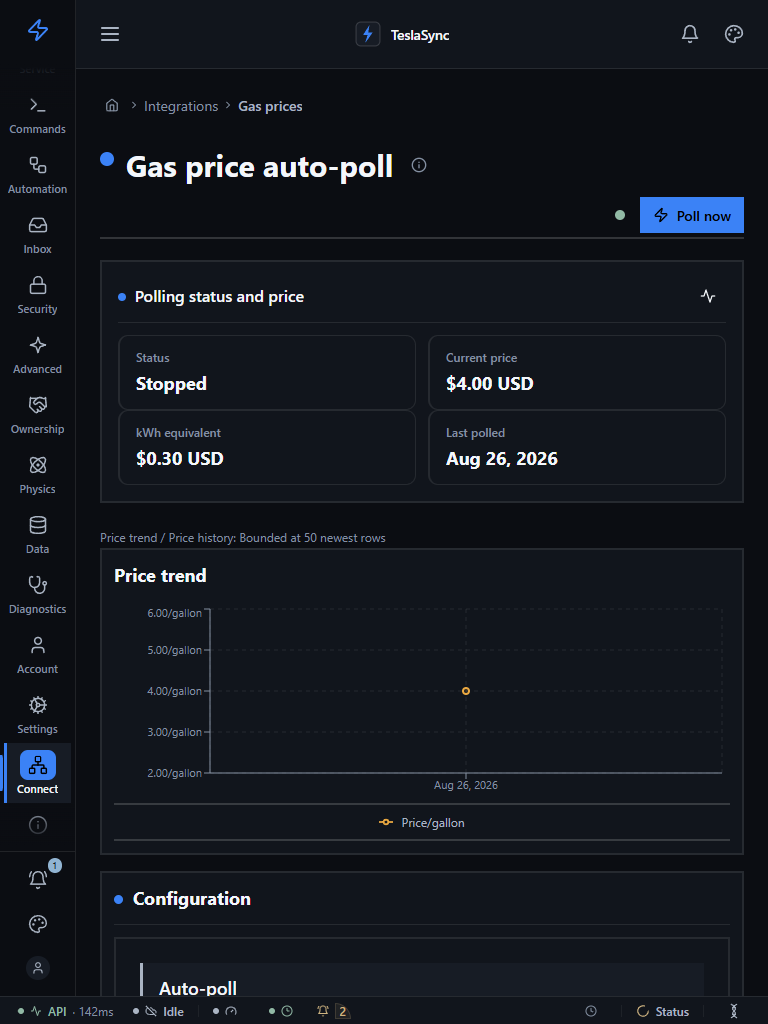 TeslaSync
Service
Commands
Automation
Inbox
Security
Advanced
Ownership
Physics
Data
Diagnostics
Account
Settings
Connect
1
Integrations
Gas prices
Gas price auto-poll
Poll now
Polling status and price
Status
Stopped
Current price
$4.00 USD
kWh equivalent
$0.30 USD
Last polled
Aug 26, 2026
Price trend / Price history: Bounded at 50 newest rows
Price trend
6.00/gallon
5.00/gallon
4.00/gallon
3.00/gallon
2.00/gallon
Aug 26, 2026
Price/gallon
Configuration
Auto-poll
API · 142ms
Idle
2
Status